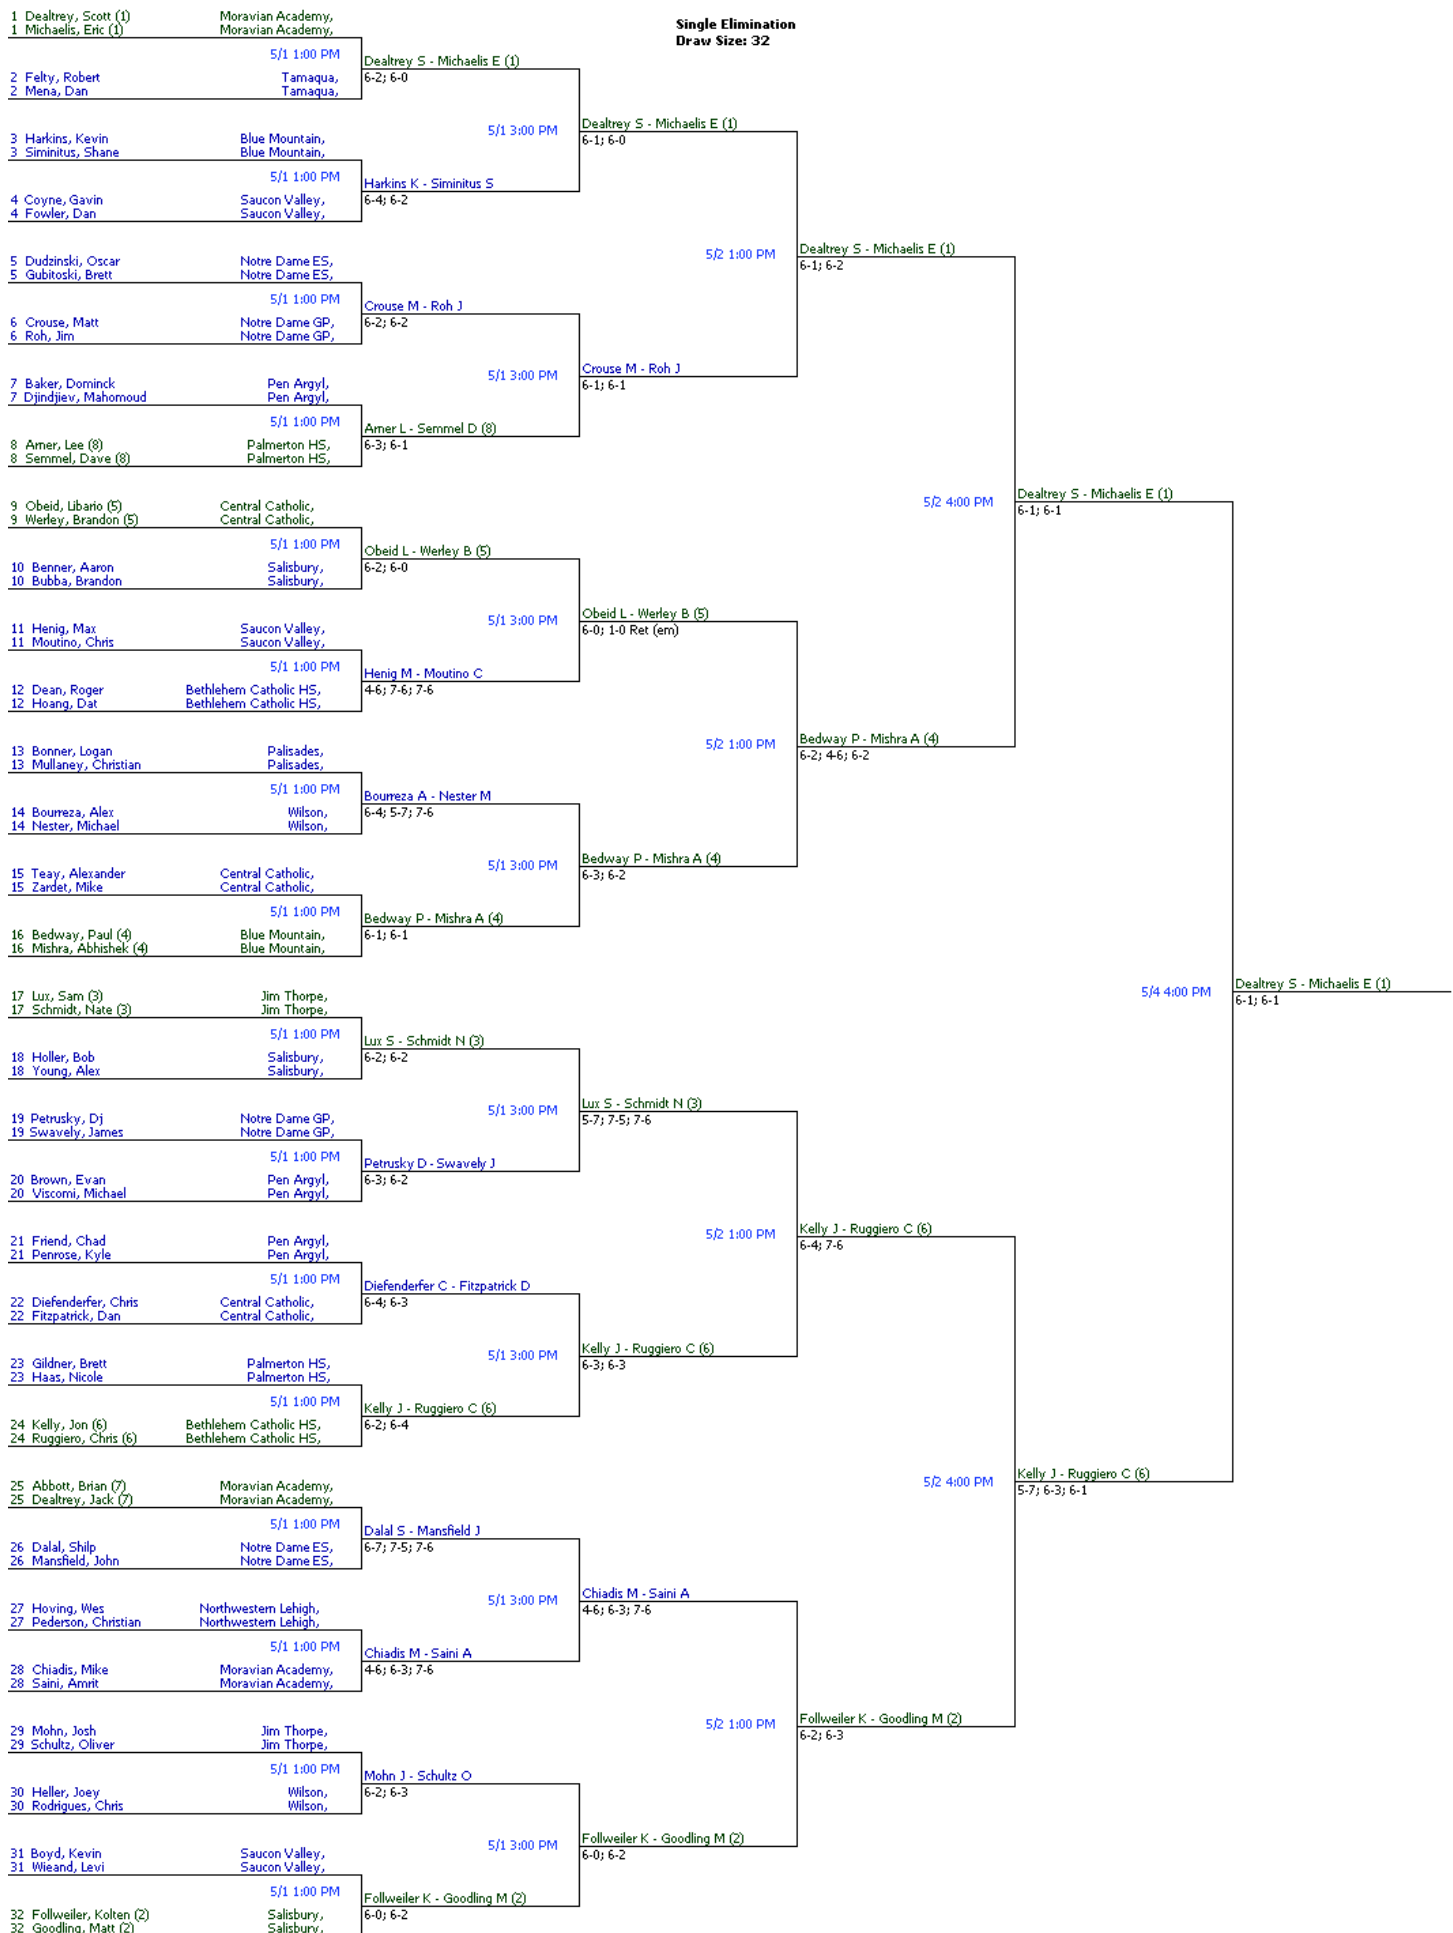 Single Elimination
Draw Size: 32
1 Dealtrey, Scott (1) Moravian Academy,
1 Michaelis, Eric (1) Moravian Academy,
5/1 1:00 PM
Dealtrey S - Michaelis E (1)
6-2; 6-0
2 Felty, Robert Tamaqua,
2 Mena, Dan Tamaqua,
5/1 3:00 PM
Dealtrey S - Michaelis E (1)
6-1; 6-0
3 Harkins, Kevin Blue Mountain,
3 Siminitus, Shane Blue Mountain,
5/1 1:00 PM
Harkins K - Siminitus S
6-4; 6-2
4 Coyne, Gavin Saucon Valley,
4 Fowler, Dan Saucon Valley,
5/2 1:00 PM
Dealtrey S - Michaelis E (1)
6-1; 6-2
5 Dudzinski, Oscar Notre Dame ES,
5 Gubitoski, Brett Notre Dame ES,
5/1 1:00 PM
Crouse M - Roh J
6-2; 6-2
6 Crouse, Matt Notre Dame GP,
6 Roh, Jim Notre Dame GP,
5/1 3:00 PM
Crouse M - Roh J
6-1; 6-1
7 Baker, Dominck Pen Argyl,
7 Djindjiev, Mahomoud Pen Argyl,
5/1 1:00 PM
Arner L - Semmel D (8)
6-3; 6-1
8 Arner, Lee (8) Palmerton HS,
8 Semmel, Dave (8) Palmerton HS,
5/2 4:00 PM
Dealtrey S - Michaelis E (1)
6-1; 6-1
9 Obeid, Libario (5) Central Catholic,
9 Werley, Brandon (5) Central Catholic,
5/1 1:00 PM
Obeid L - Werley B (5)
6-2; 6-0
10 Benner, Aaron Salisbury,
10 Bubba, Brandon Salisbury,
5/1 3:00 PM
Obeid L - Werley B (5)
6-0; 1-0 Ret (em)
11 Henig, Max Saucon Valley,
11 Moutino, Chris Saucon Valley,
5/1 1:00 PM
Henig M - Moutino C
4-6; 7-6; 7-6
12 Dean, Roger Bethlehem Catholic HS,
12 Hoang, Dat Bethlehem Catholic HS,
5/2 1:00 PM
Bedway P - Mishra A (4)
6-2; 4-6; 6-2
13 Bonner, Logan Palisades,
13 Mullaney, Christian Palisades,
5/1 1:00 PM
Bourreza A - Nester M
6-4; 5-7; 7-6
14 Bourreza, Alex Wilson,
14 Nester, Michael Wilson,
5/1 3:00 PM
Bedway P - Mishra A (4)
6-3; 6-2
15 Teay, Alexander Central Catholic,
15 Zardet, Mike Central Catholic,
5/1 1:00 PM
Bedway P - Mishra A (4)
6-1; 6-1
16 Bedway, Paul (4) Blue Mountain,
16 Mishra, Abhishek (4) Blue Mountain,
5/4 4:00 PM
Dealtrey S - Michaelis E (1)
6-1; 6-1
17 Lux, Sam (3) Jim Thorpe,
17 Schmidt, Nate (3) Jim Thorpe,
5/1 1:00 PM
Lux S - Schmidt N (3)
6-2; 6-2
18 Holler, Bob Salisbury,
18 Young, Alex Salisbury,
5/1 3:00 PM
Lux S - Schmidt N (3)
5-7; 7-5; 7-6
19 Petrusky, Dj Notre Dame GP,
19 Swavely, James Notre Dame GP,
5/1 1:00 PM
Petrusky D - Swavely J
6-3; 6-2
20 Brown, Evan Pen Argyl,
20 Viscomi, Michael Pen Argyl,
5/2 1:00 PM
Kelly J - Ruggiero C (6)
6-4; 7-6
21 Friend, Chad Pen Argyl,
21 Penrose, Kyle Pen Argyl,
5/1 1:00 PM
Diefenderfer C - Fitzpatrick D
6-4; 6-3
22 Diefenderfer, Chris Central Catholic,
22 Fitzpatrick, Dan Central Catholic,
5/1 3:00 PM
Kelly J - Ruggiero C (6)
6-3; 6-3
23 Gildner, Brett Palmerton HS,
23 Haas, Nicole Palmerton HS,
5/1 1:00 PM
Kelly J - Ruggiero C (6)
6-2; 6-4
24 Kelly, Jon (6) Bethlehem Catholic HS,
24 Ruggiero, Chris (6) Bethlehem Catholic HS,
5/2 4:00 PM
Kelly J - Ruggiero C (6)
5-7; 6-3; 6-1
25 Abbott, Brian (7) Moravian Academy,
25 Dealtrey, Jack (7) Moravian Academy,
5/1 1:00 PM
Dalal S - Mansfield J
6-7; 7-5; 7-6
26 Dalal, Shilp Notre Dame ES,
26 Mansfield, John Notre Dame ES,
5/1 3:00 PM
Chiadis M - Saini A
4-6; 6-3; 7-6
27 Hoving, Wes Northwestern Lehigh,
27 Pederson, Christian Northwestern Lehigh,
5/1 1:00 PM
Chiadis M - Saini A
4-6; 6-3; 7-6
28 Chiadis, Mike Moravian Academy,
28 Saini, Amrit Moravian Academy,
5/2 1:00 PM
Follweiler K - Goodling M (2)
6-2; 6-3
29 Mohn, Josh Jim Thorpe,
29 Schultz, Oliver Jim Thorpe,
5/1 1:00 PM
Mohn J - Schultz O
6-2; 6-3
30 Heller, Joey Wilson,
30 Rodrigues, Chris Wilson,
5/1 3:00 PM
Follweiler K - Goodling M (2)
6-0; 6-2
31 Boyd, Kevin Saucon Valley,
31 Wieand, Levi Saucon Valley,
5/1 1:00 PM
Follweiler K - Goodling M (2)
6-0; 6-2
32 Follweiler, Kolten (2) Salisbury,
32 Goodling, Matt (2) Salisbury,